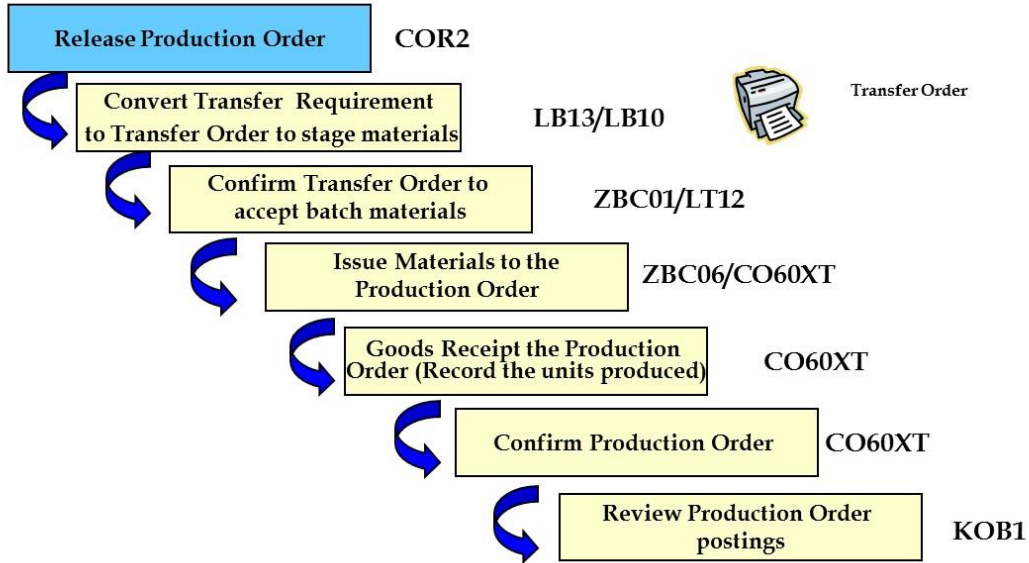 Release Production Order
COR2
Convert Transfer Requirement
to Transfer Order to stage materials
LB13/LB10
Transfer Order
Confirm Transfer Order to
accept batch materials
ZBC01/LT12
Issue Materials to the
Production Order
ZBC06/CO60XT
Goods Receipt the Production
Order (Record the units produced)
CO60XT
Confirm Production Order
CO60XT
Review Production Order
postings
KOB1